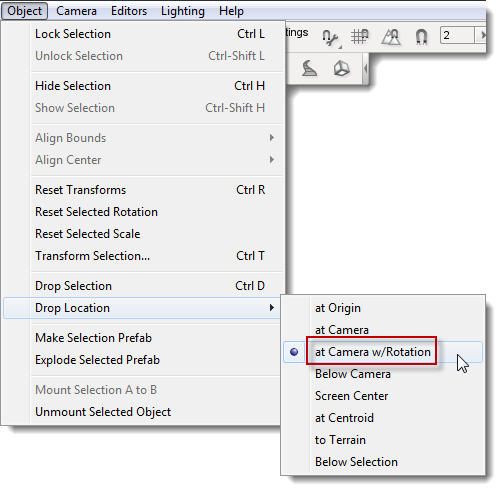 Object Camera Editors Lighting Help
Lock Selection Ctrl L
tings 2
Unlock Selection Ctrl-Shift L
Hide Selection Ctrl H
Show Selection Ctrl-Shift H
Align Bounds
Align Center
Reset Transforms Ctrl R
Reset Selected Rotation
Reset Selected Scale
Transform Selection... Ctrl T
Drop Selection Ctrl D
Drop Location
at Origin
at Camera
Make Selection Prefab
at Camera w/Rotation
Explode Selected Prefab
Below Camera
Mount Selection A to B
Screen Center
Unmount Selected Object
at Centroid
to Terrain
Below Selection